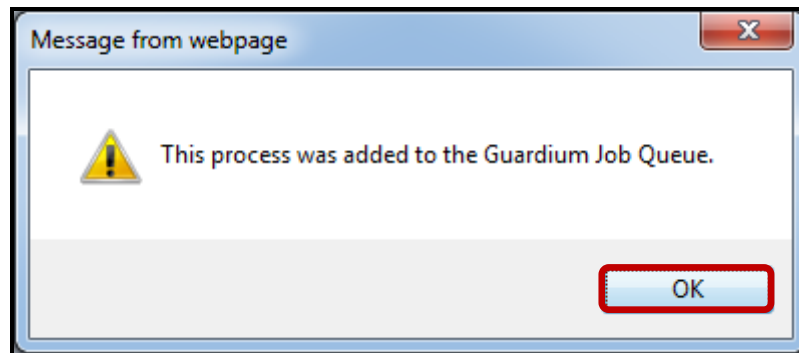 Message from webpage
This process was added to the Guardium Job Queue.
OK